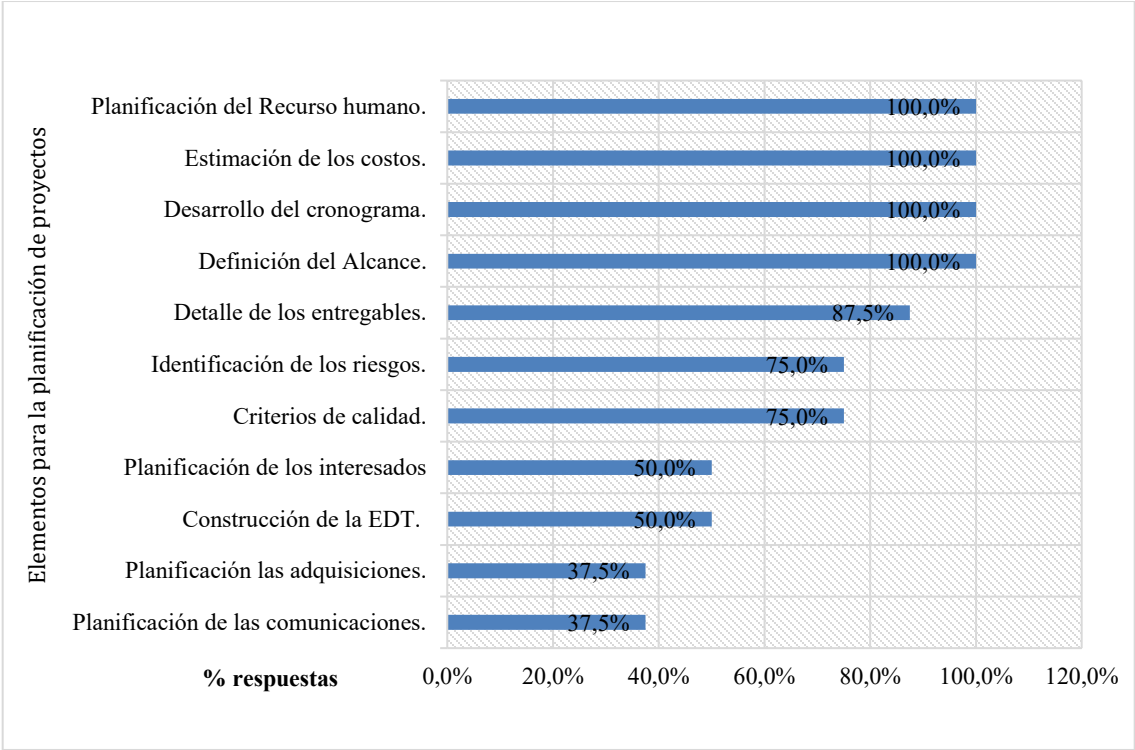 Elementos para la planificación de proyectos
Planificación del Recurso humano.
100,0%
Estimación de los costos.
100,0%
Desarrollo del cronograma.
100,0%
Definición del Alcance.
100,0%
Detalle de los entregables.
87,5%
Identificación de los riesgos.
75,0%
Criterios de calidad.
75,0%
Planificación de los interesados
50,0%
Construcción de la EDT.
50,0%
Planificación las adquisiciones.
37,5%
Planificación de las comunicaciones.
37,5%
% respuestas
0,0% 20,0% 40,0% 60,0% 80,0% 100,0% 120,0%